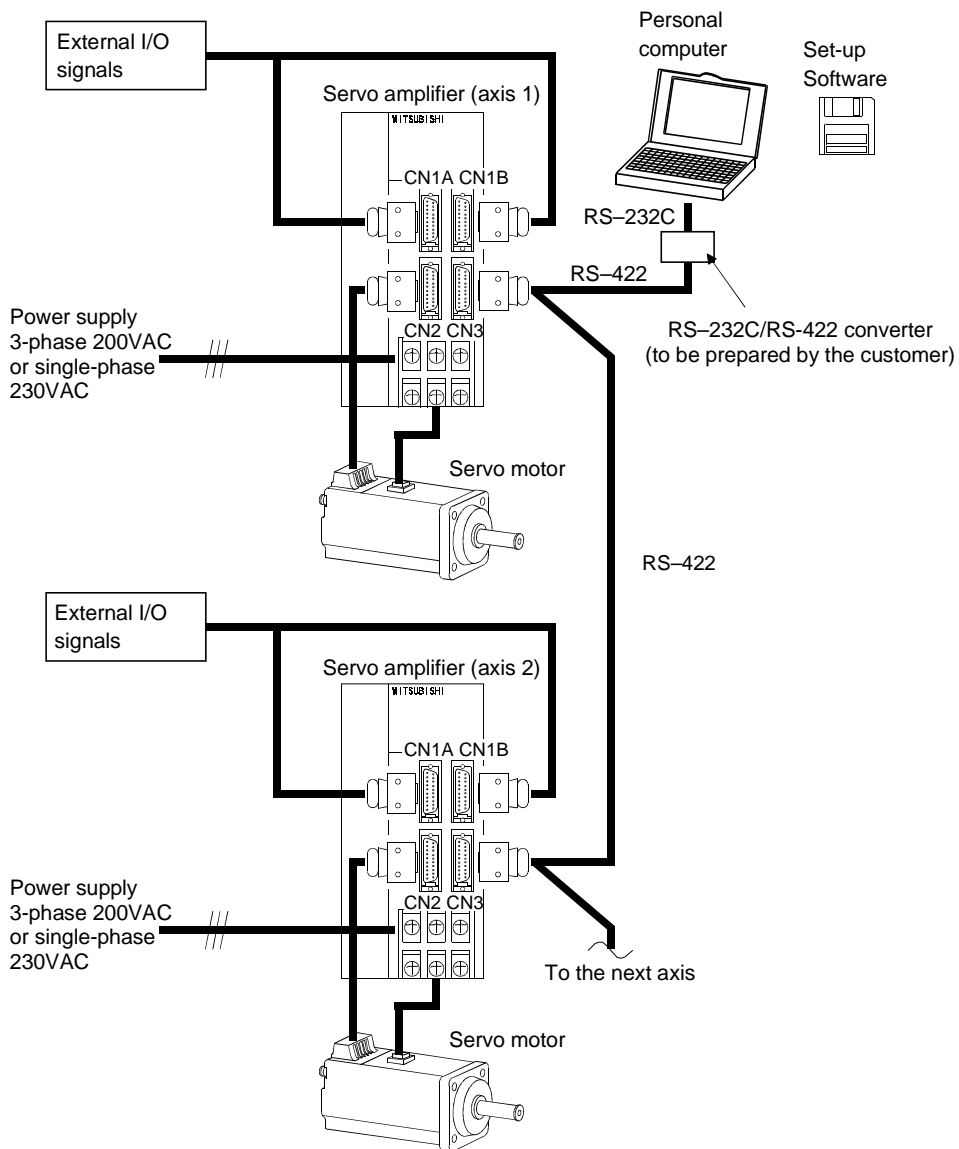 External I/O
signals
Personal
computer
Set-up
Software
Servo amplifier (axis 1)
MITSUBISHI
CN1A CN1B
RS–232C
RS–422
Power supply
3-phase 200VAC
or single-phase
230VAC
CN2 CN3
RS–232C/RS-422 converter
(to be prepared by the customer)
Servo motor
RS–422
External I/O
signals
Servo amplifier (axis 2)
MITSUBISHI
CN1A CN1B
Power supply
3-phase 200VAC
or single-phase
230VAC
CN2 CN3
To the next axis
Servo motor